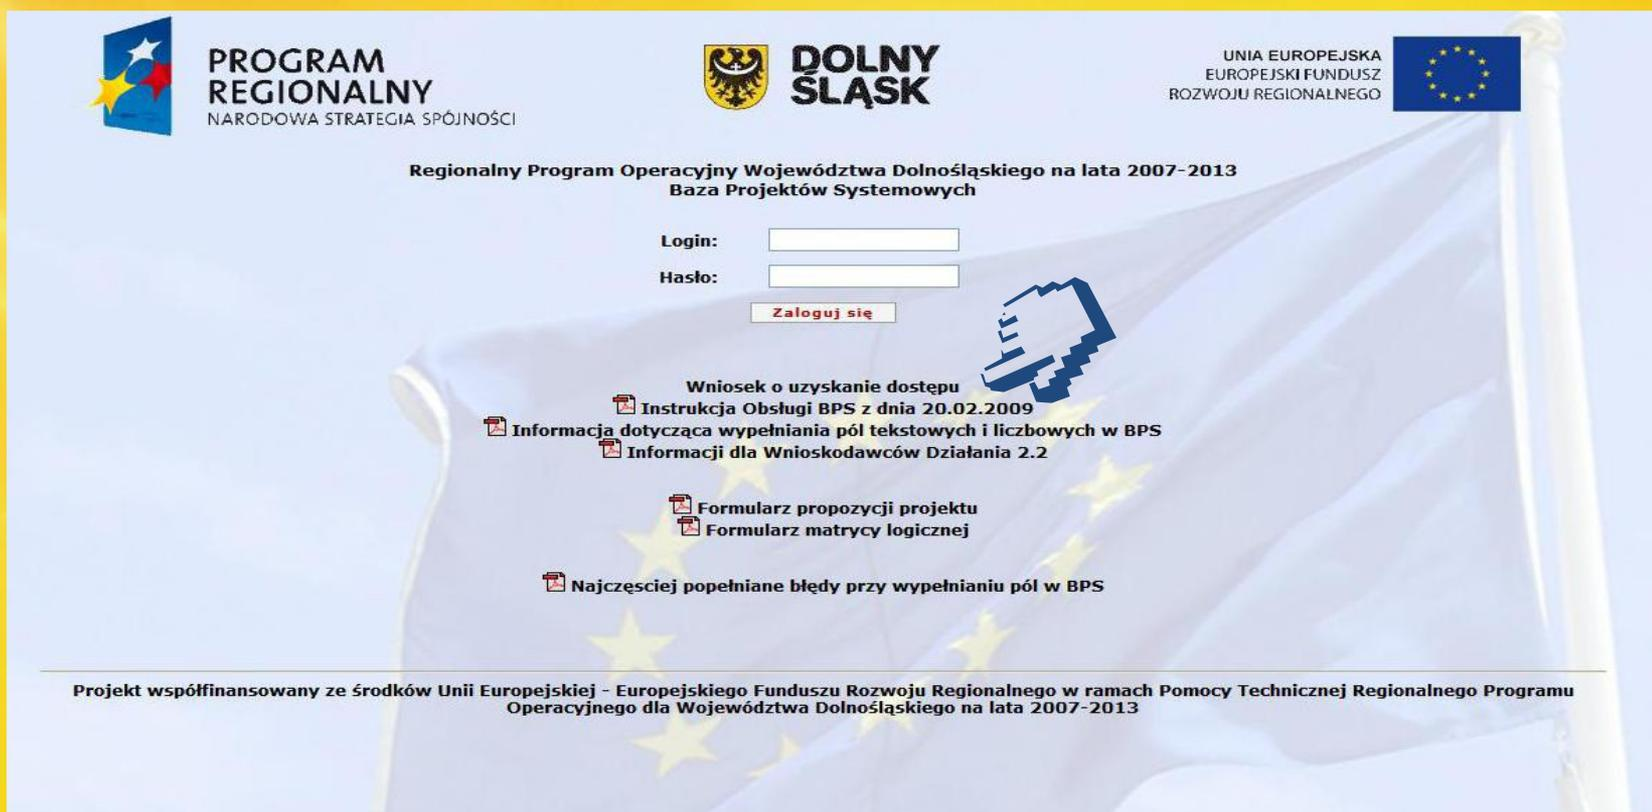 PROGRAM
REGIONALNY
NARODOWA STRATEGIA SPÓJNOŚCI
DOLNY
ŚLĄSK
UNIA EUROPEJSKA
EUROPEJSKI FUNDUSZ
ROZWOJU REGIONALNEGO
Regionalny Program Operacyjny Województwa Dolnośląskiego na lata 2007-2013
Baza Projektów Systemowych
Login:
Hasło:
Zaloguj się
Wniosek o uzyskanie dostępu
Instrukcja Obsługi BPS z dnia 20.02.2009
Informacja dotycząca wypełniania pól tekstowych i liczbowych w BPS
Informacji dla Wnioskodawców Działania 2.2
Formularz propozycji projektu
Formularz matrycy logicznej
Najczęsciej popełniane błędy przy wypełnianiu pól w BPS
Projekt współfinansowany ze środków Unii Europejskiej - Europejskiego Funduszu Rozwoju Regionalnego w ramach Pomocy Technicznej Regionalnego Programu
Operacyjnego dla Województwa Dolnośląskiego na lata 2007-2013